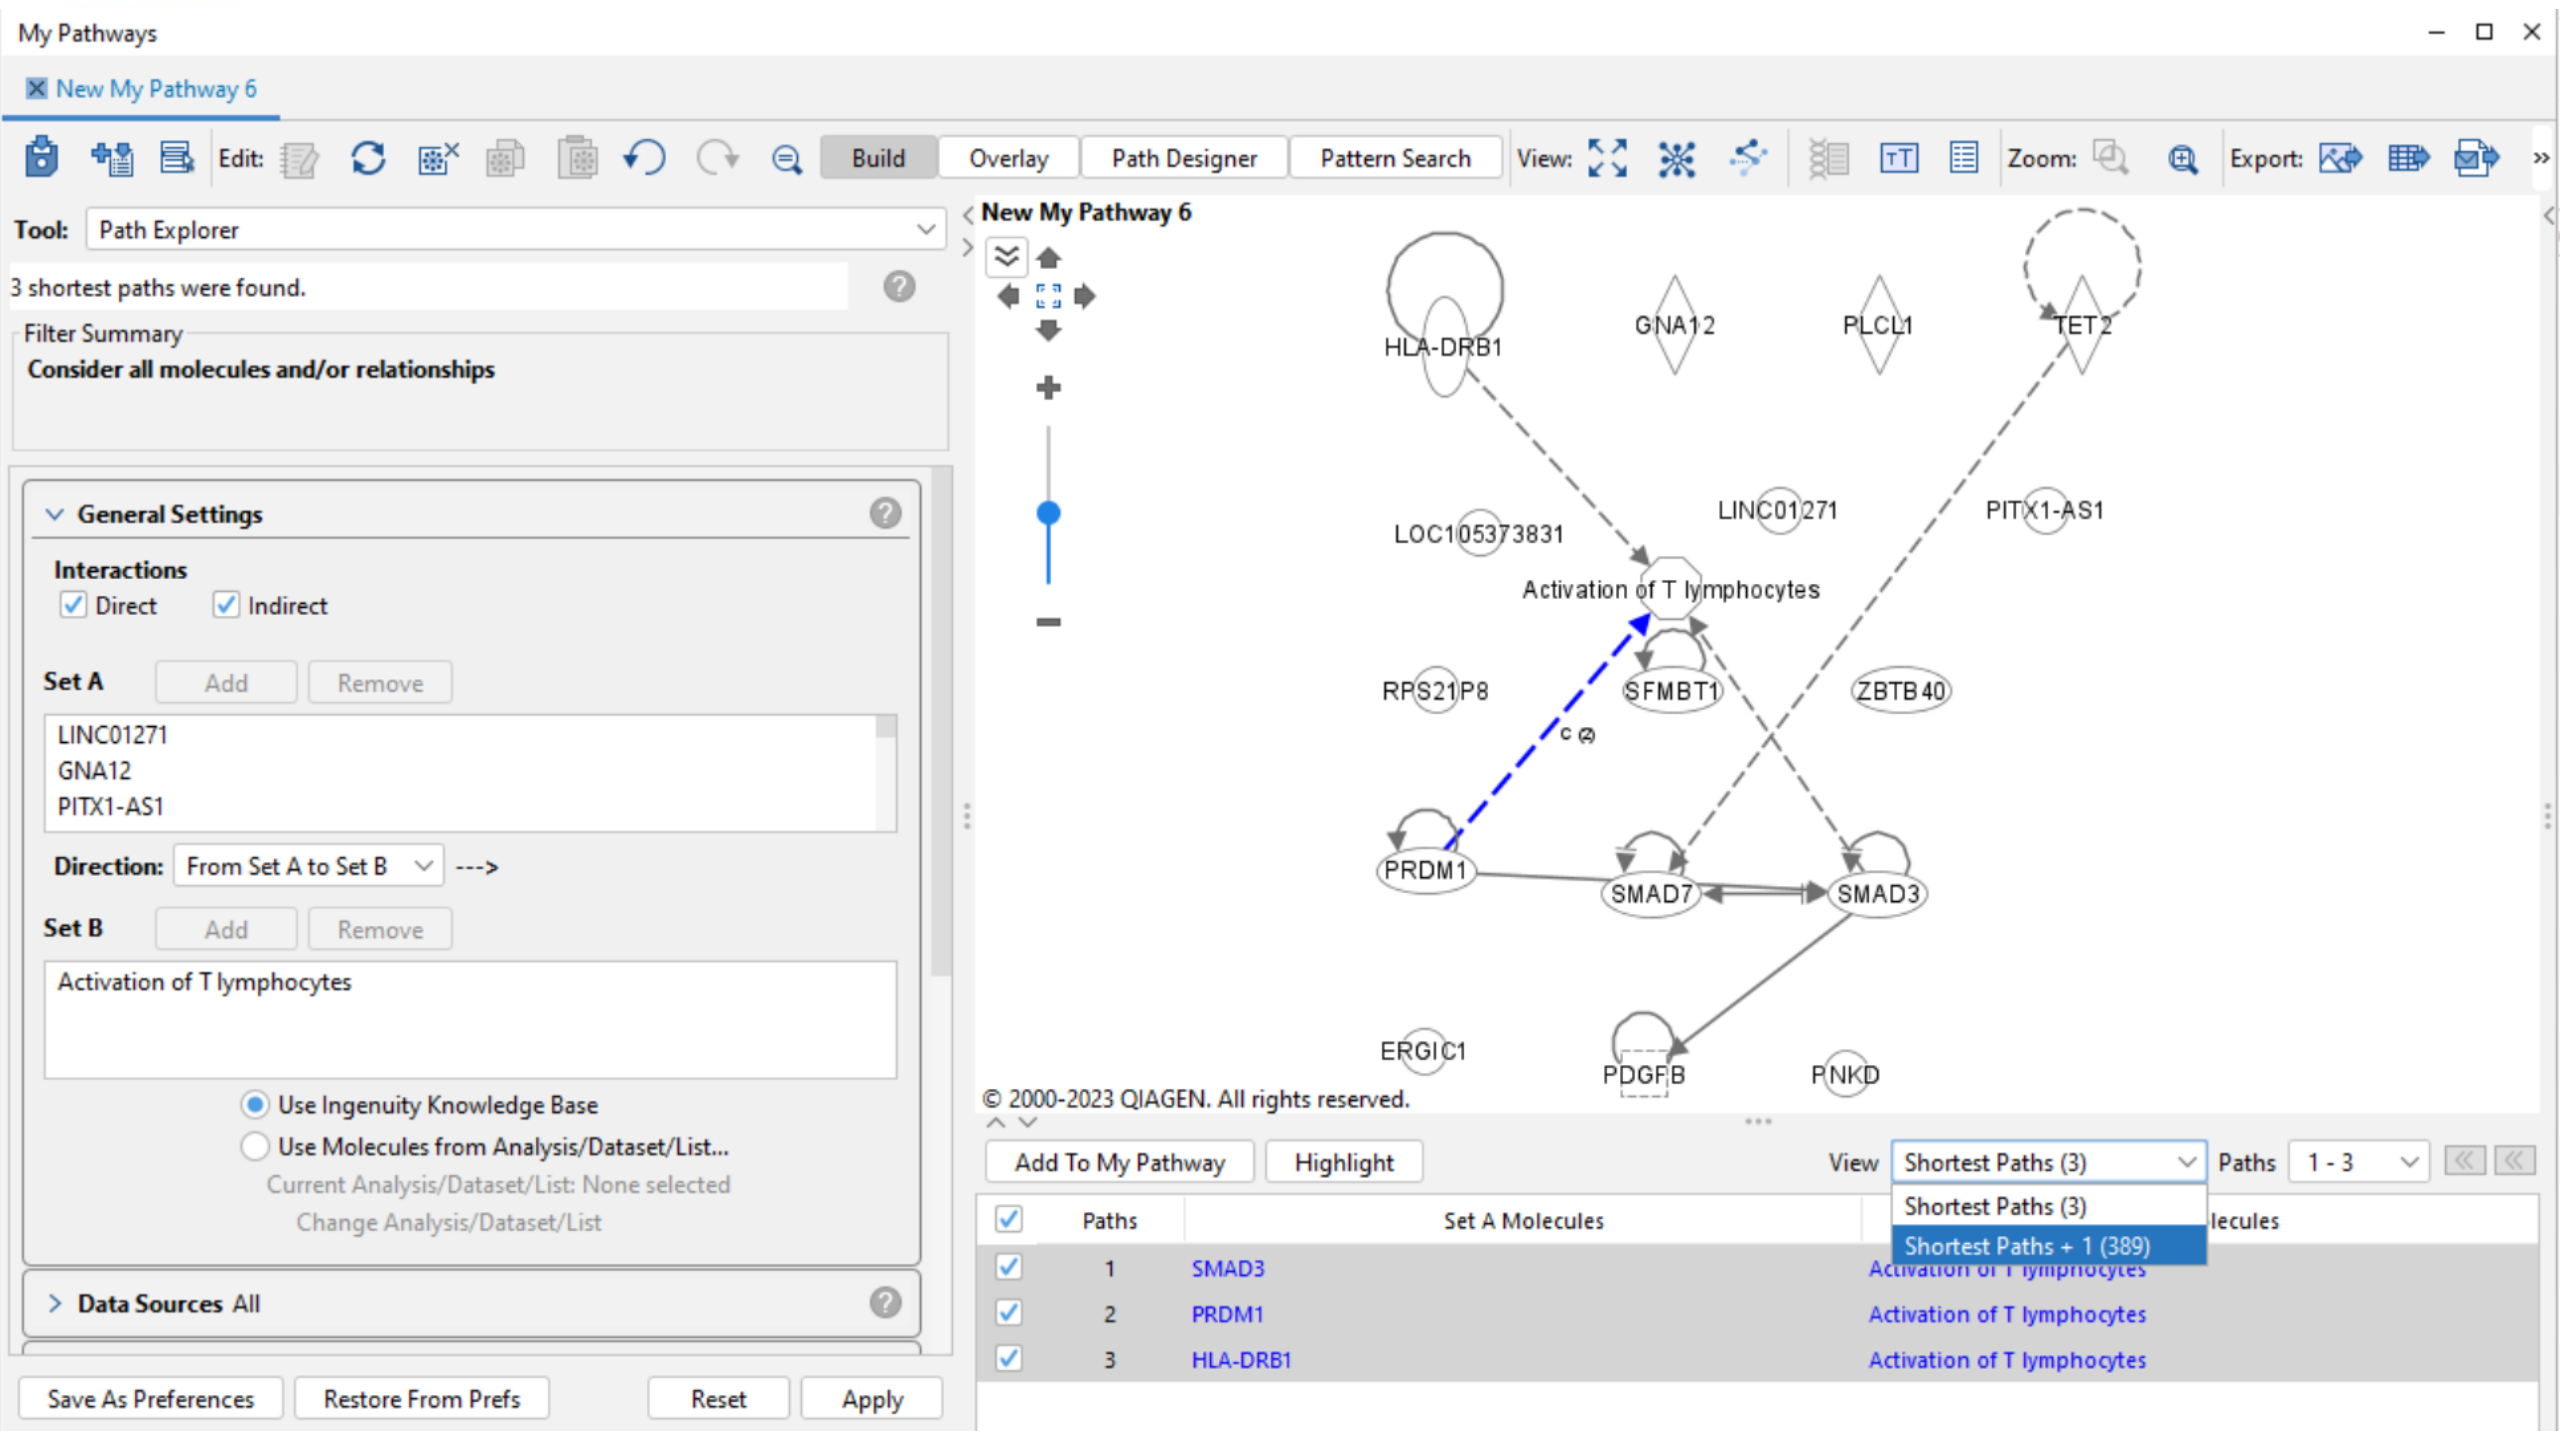 My Pathways
New My Pathway 6
Edit: Build Overlay Path Designer Pattern Search View: TT Zoom: Export: »
Tool: Path Explorer
3 shortest paths were found.
Filter Summary
Consider all molecules and/or relationships
General Settings
Interactions
Direct Indirect
Set A Add Remove
LINC01271
GNA12
PITX1-AS1
Direction: From Set A to Set B --->
Set B Add Remove
Activation of T lymphocytes
Use Ingenuity Knowledge Base
Use Molecules from Analysis/Dataset/List...
Current Analysis/Dataset/List: None selected
Change Analysis/Dataset/List
Data Sources All
Save As Preferences Restore From Prefs Reset Apply
New My Pathway 6
HLA-DRB1 GNA12 PLCL1 TET2
LOC105373831 LINC01271 PITX1-AS1
Activation of T lymphocytes
RPS21P8 SFMBT1 ZBTB40
C (2)
PRDM1 SMAD7 SMAD3
ERGIC1 PDGFB PNKD
© 2000-2023 QIAGEN. All rights reserved.
Add To My Pathway Highlight View Shortest Paths (3) Paths 1 - 3
Shortest Paths (3)
Shortest Paths + 1 (389)
Paths Set A Molecules lecules
1 SMAD3 Activation of T lymphocytes
2 PRDM1 Activation of T lymphocytes
3 HLA-DRB1 Activation of T lymphocytes